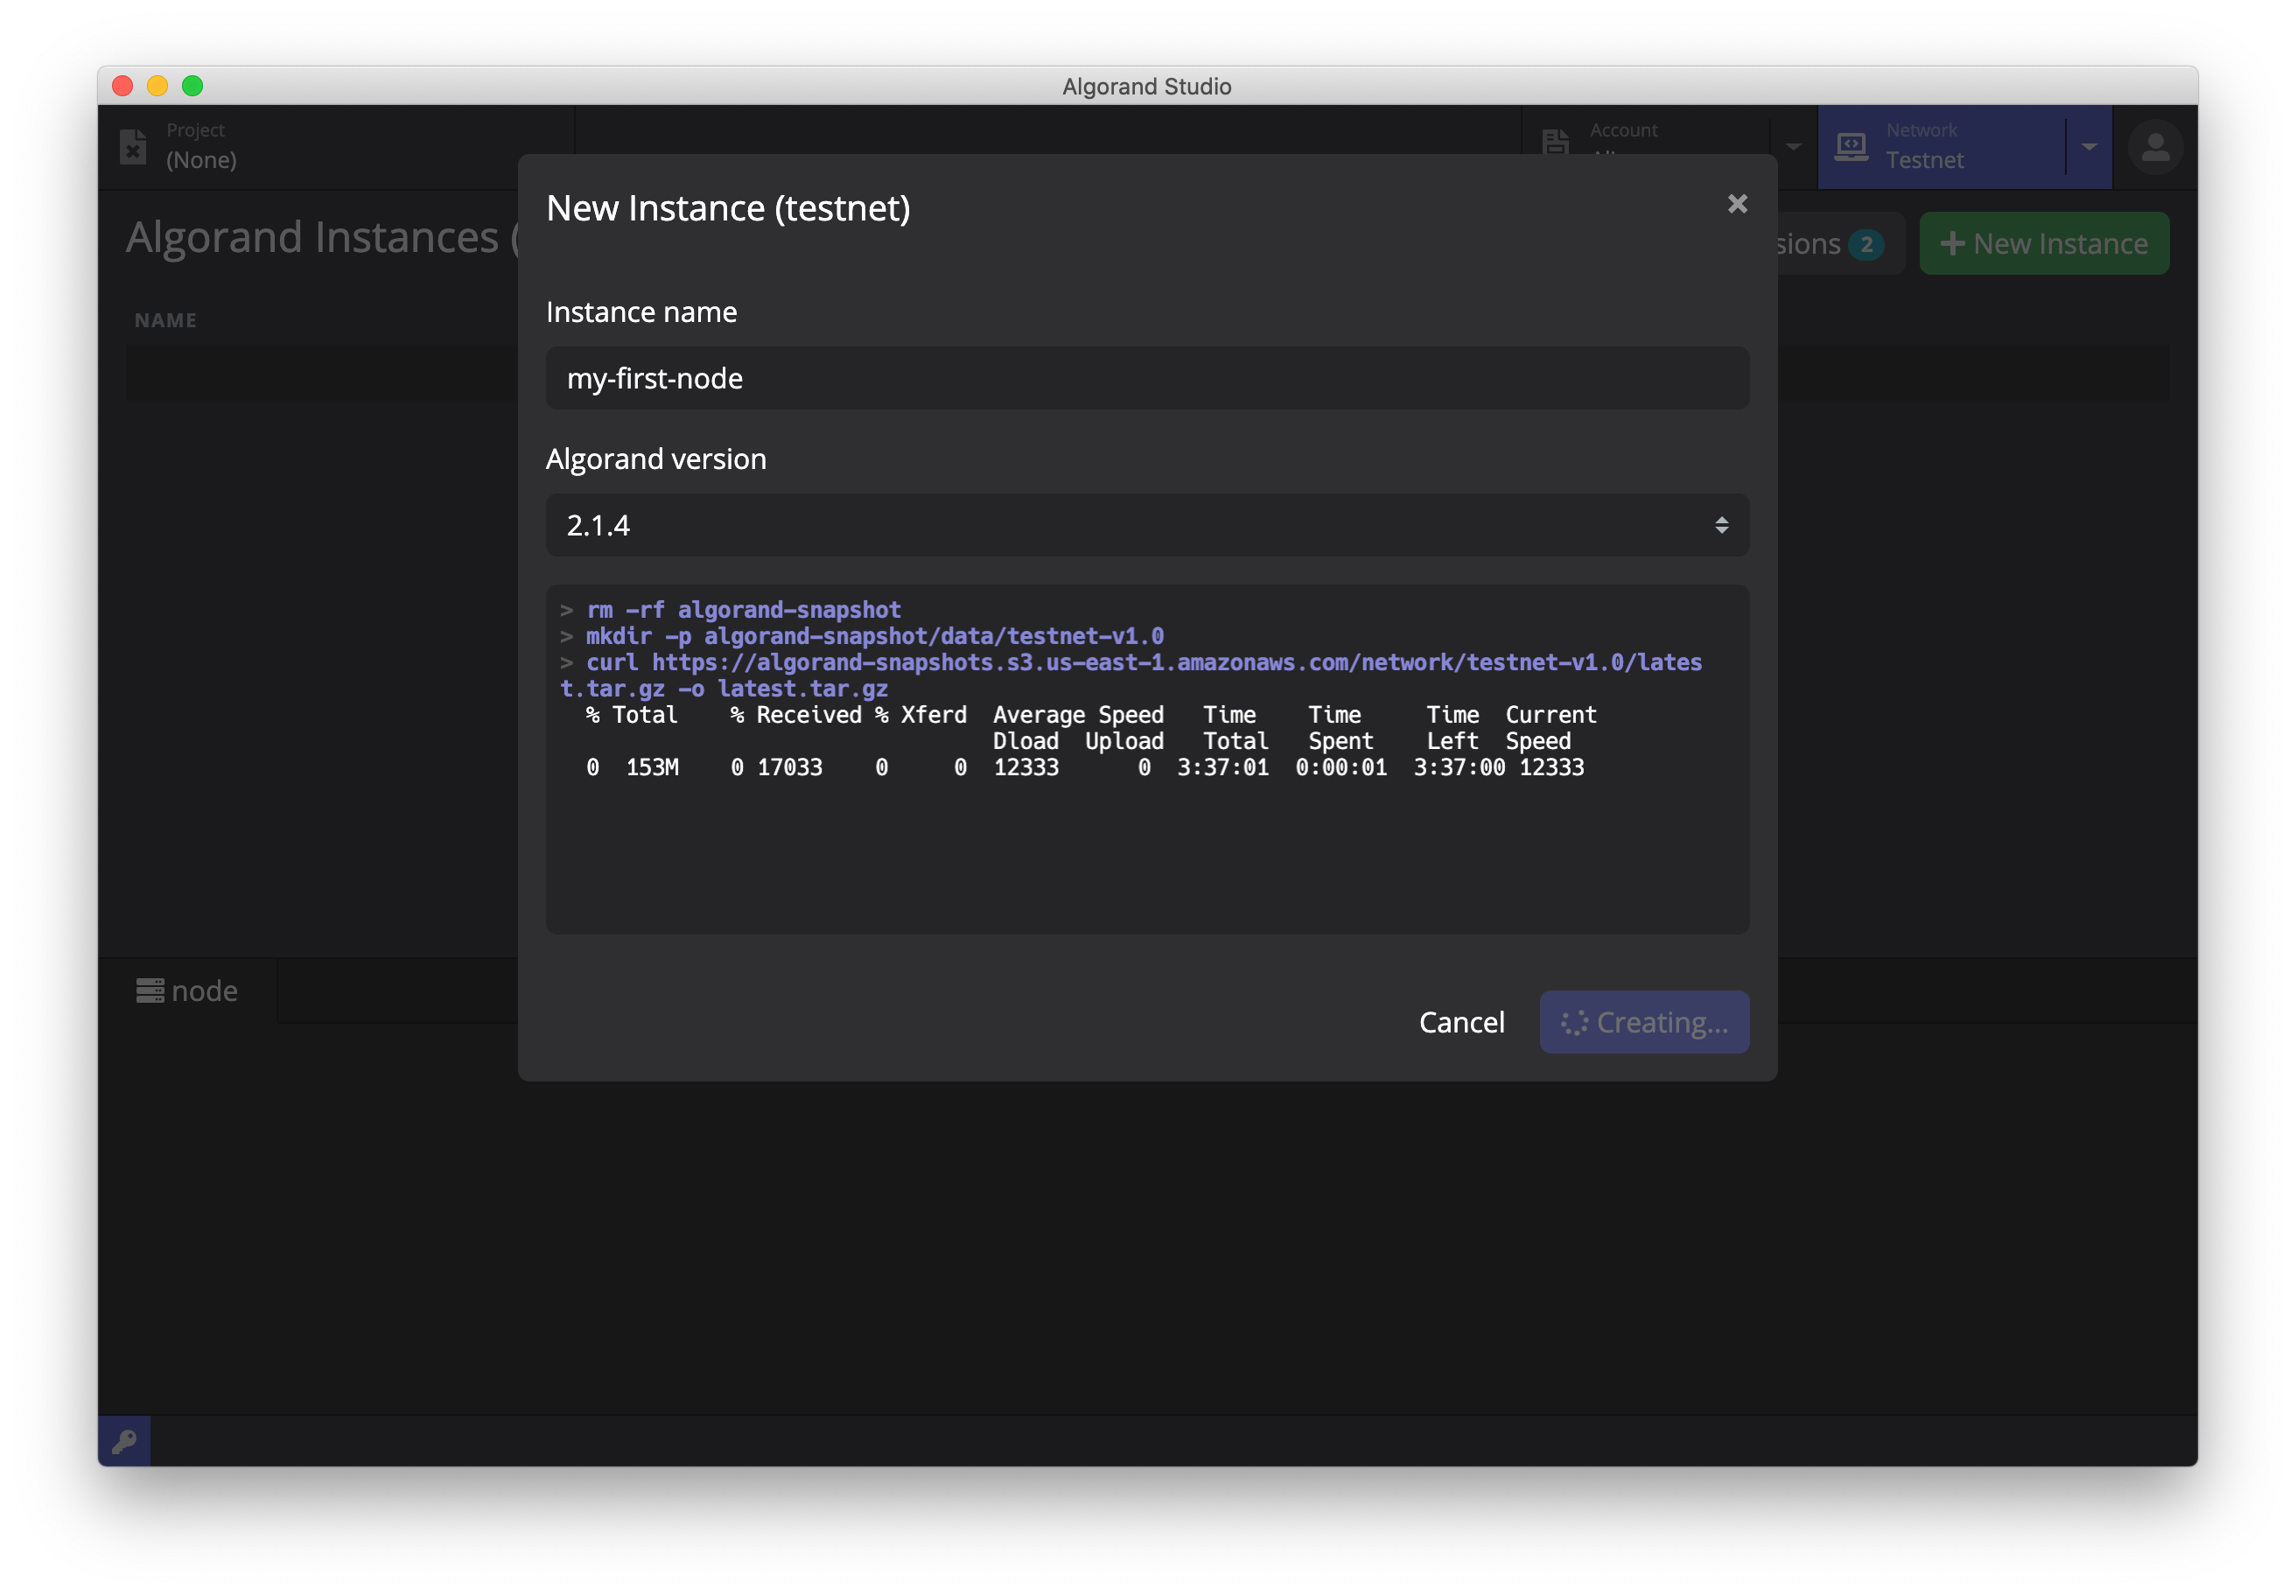 Algorand Studio
Project
(None)
Account
Network
Testnet
Algorand Instances (
2
New Instance
NAME
New Instance (testnet)
Instance name
my-first-node
Algorand version
2.1.4
> rm -rf algorand-snapshot
> mkdir -p algorand-snapshot/data/testnet-v1.0
> curl https://algorand-snapshots.s3.us-east-1.amazonaws.com/network/testnet-v1.0/lates
t.tar.gz -o latest.tar.gz
% Total % Received % Xferd Average Speed Time Time Time Current
Dload Upload Total Spent Left Speed
0 153M 0 17033 0 0 12333 0 3:37:01 0:00:01 3:37:00 12333
Cancel
Creating...
node